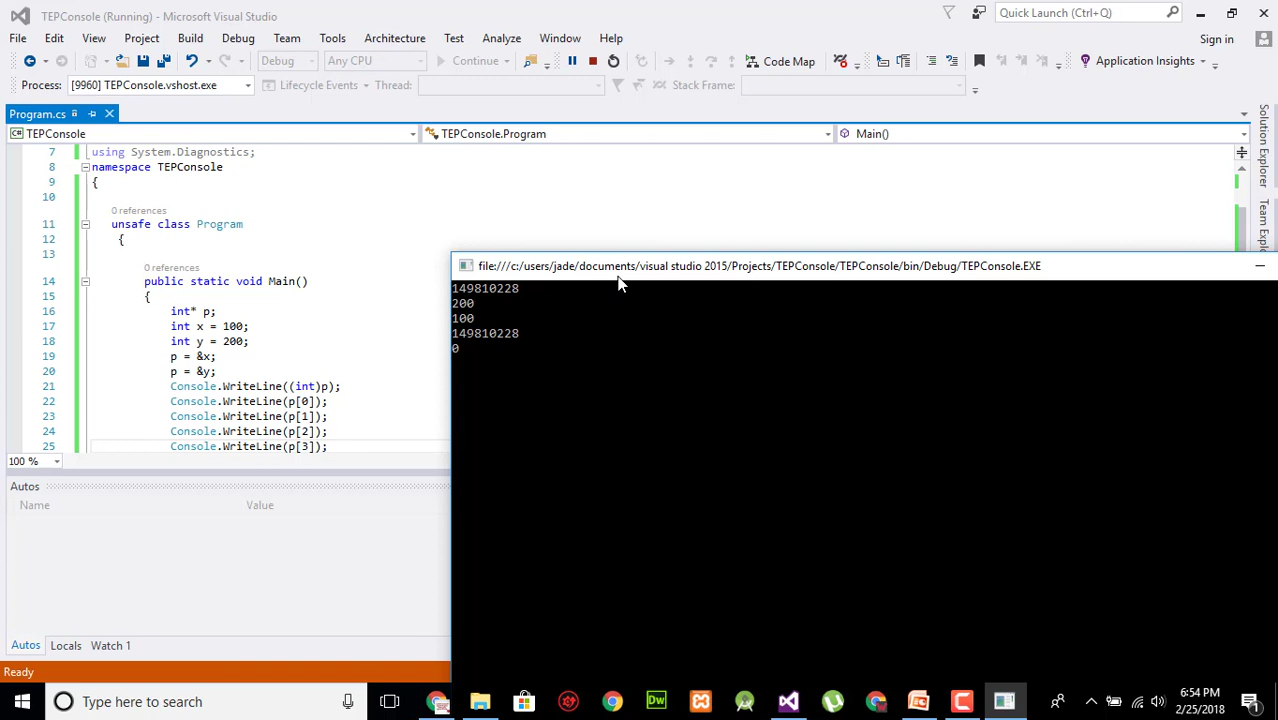 TEPConsole (Running) - Microsoft Visual Studio
Quick Launch (Ctrl+Q)
File Edit View Project Build Debug Team Tools Architecture Test Analyze Window Help
Sign in
Debug Any CPU Continue Code Map Application Insights
Process: [9960] TEPConsole.vshost.exe Lifecycle Events Thread: Stack Frame:
Program.cs
TEPConsole TEPConsole.Program Main()
7 using System.Diagnostics;
8 namespace TEPConsole
9 {
10
0 references
11 unsafe class Program
12 {
13
0 references
14 public static void Main()
15 {
16 int* p;
17 int x = 100;
18 int y = 200;
19 p = &x;
20 p = &y;
21 Console.WriteLine((int)p);
22 Console.WriteLine(p[0]);
23 Console.WriteLine(p[1]);
24 Console.WriteLine(p[2]);
25 Console.WriteLine(p[3]);
100 %
Solution Explorer
Team Explo
file:///c:/users/jade/documents/visual studio 2015/Projects/TEPConsole/TEPConsole/bin/Debug/TEPConsole.EXE
149810228
200
100
149810228
0
Autos
Name Value
Autos Locals Watch 1
Ready
Type here to search
Dw
6:54 PM
2/25/2018
1